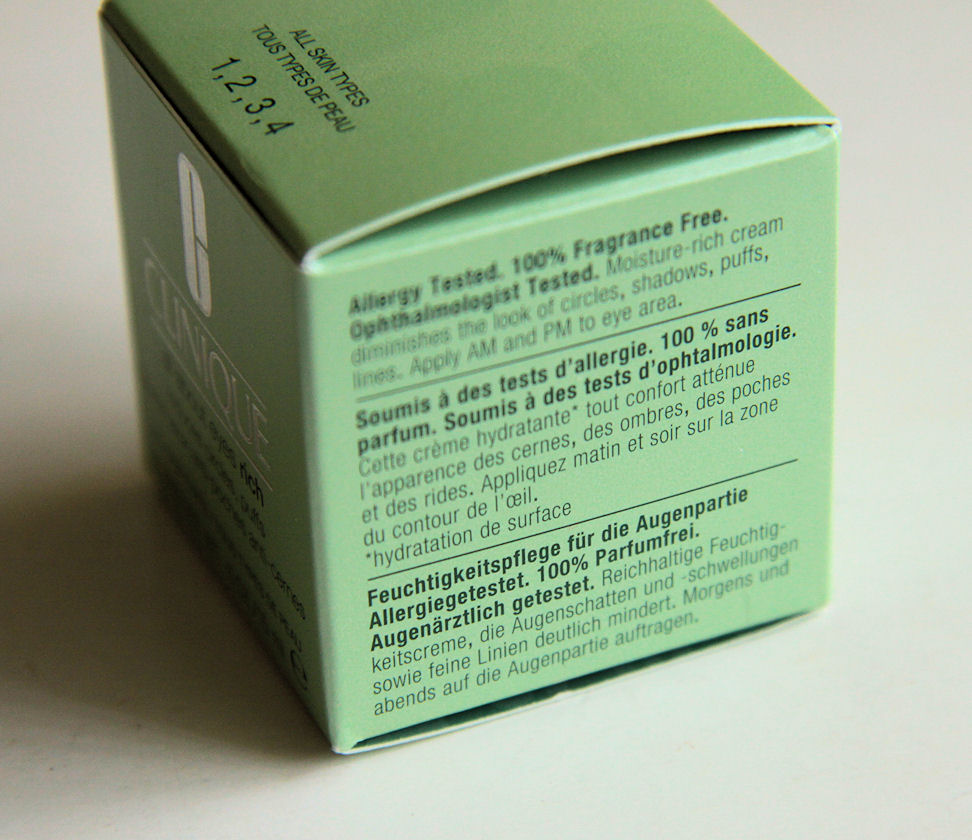 ALL SKIN TYPES
TOUS TYPES DE PEAU
1, 2, 3, 4
C
CLINIQUE
eyes rich
puffs
anti-cernes
PEAU
Allergy Tested. 100% Fragrance Free.
Ophthalmologist Tested. Moisture-rich cream
diminishes the look of circles, shadows, puffs,
lines. Apply AM and PM to eye area.
Soumis à des tests d'allergie. 100 % sans
parfum. Soumis à des tests d'ophtalmologie.
Cette crème hydratante* tout confort atténue
l'apparence des cernes, des ombres, des poches
et des rides. Appliquez matin et soir sur la zone
du contour de l'œil.
*hydratation de surface
Feuchtigkeitspflege für die Augenpartie
Allergiegetestet. 100% Parfumfrei.
Augenärztlich getestet. Reichhaltige Feuchtig-
keitscreme, die Augenschatten und -schwellungen
sowie feine Linien deutlich mindert. Morgens und
abends auf die Augenpartie auftragen.